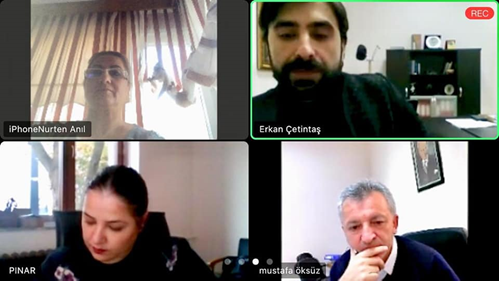 REC
iPhoneNurten Anıl
Erkan Çetintaş
PINAR
mustafa öksüz